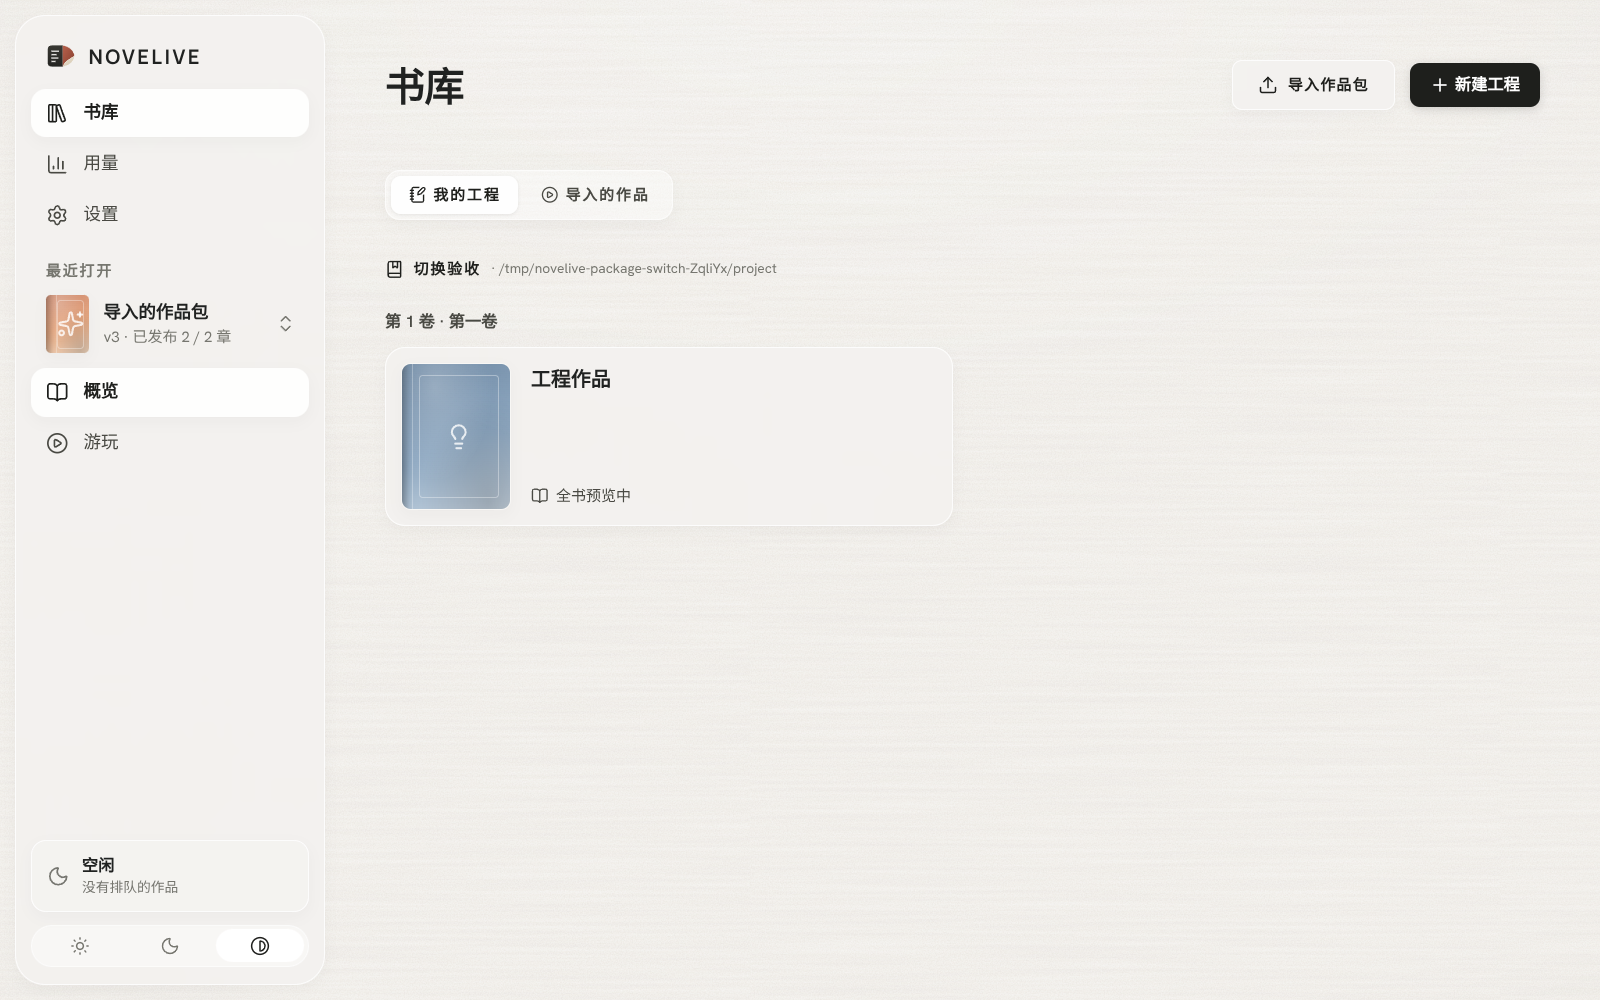 NOVELIVE
书库
用量
设置
最近打开
导入的作品包
v3 · 已发布 2 / 2 章
概览
游玩
空闲
没有排队的作品
书库
导入作品包
新建工程
我的工程
导入的作品
切换验收 · /tmp/novelive-package-switch-ZqliYx/project
第 1 卷 · 第一卷
工程作品
全书预览中